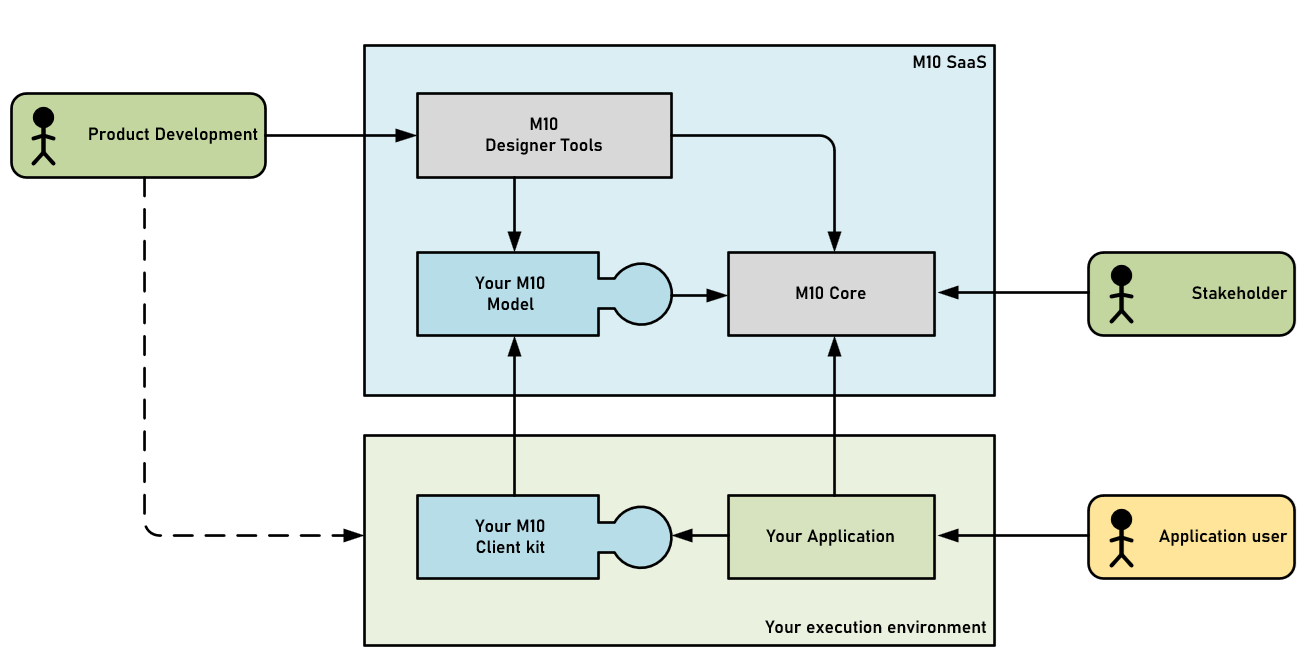 M10 SaaS
M10
Designer Tools
Product Development
Your M10
Model
M10 Core
Stakeholder
Your M10
Client kit
Your Application
Application user
Your execution environment